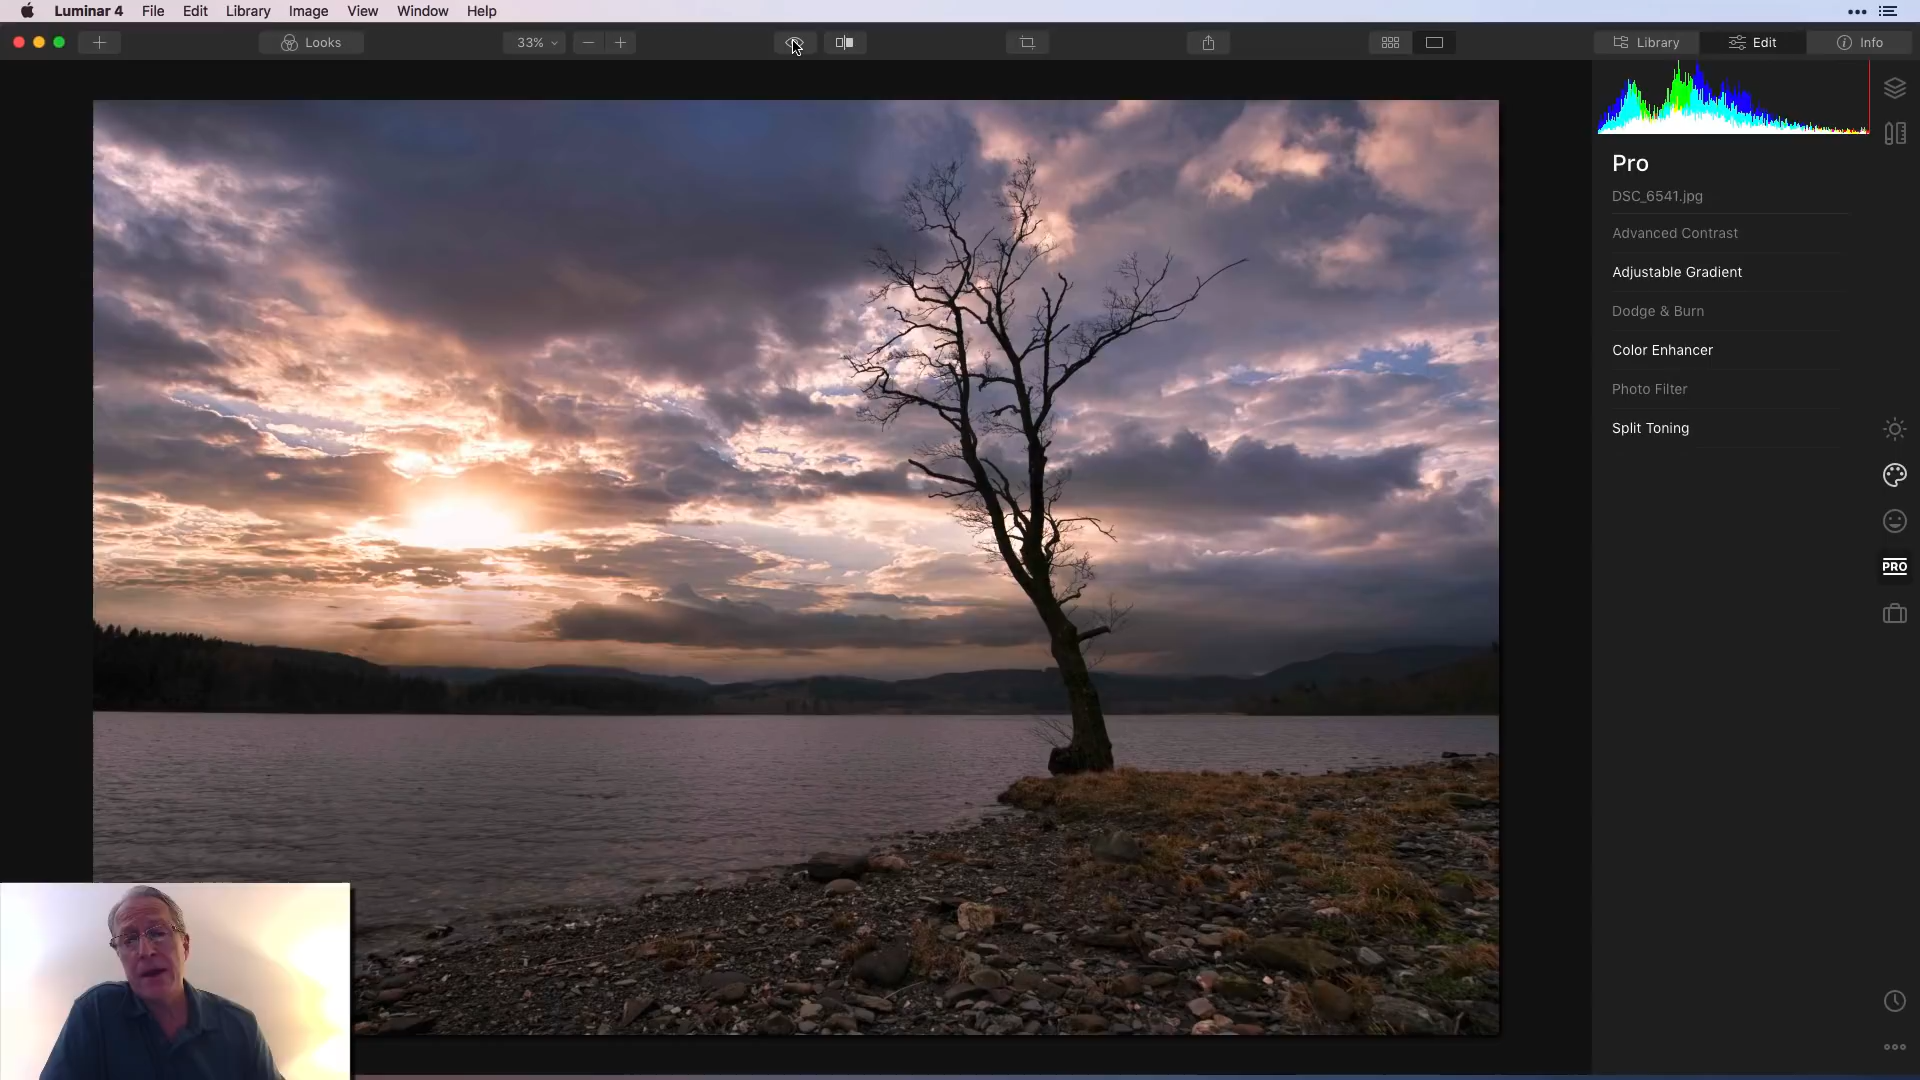 Luminar 4 File Edit Library Image View Window Help
Looks 33% Library Edit Info
Pro
DSC_6541.jpg
Advanced Contrast
Adjustable Gradient
Dodge & Burn
Color Enhancer
Photo Filter
Split Toning
PRO